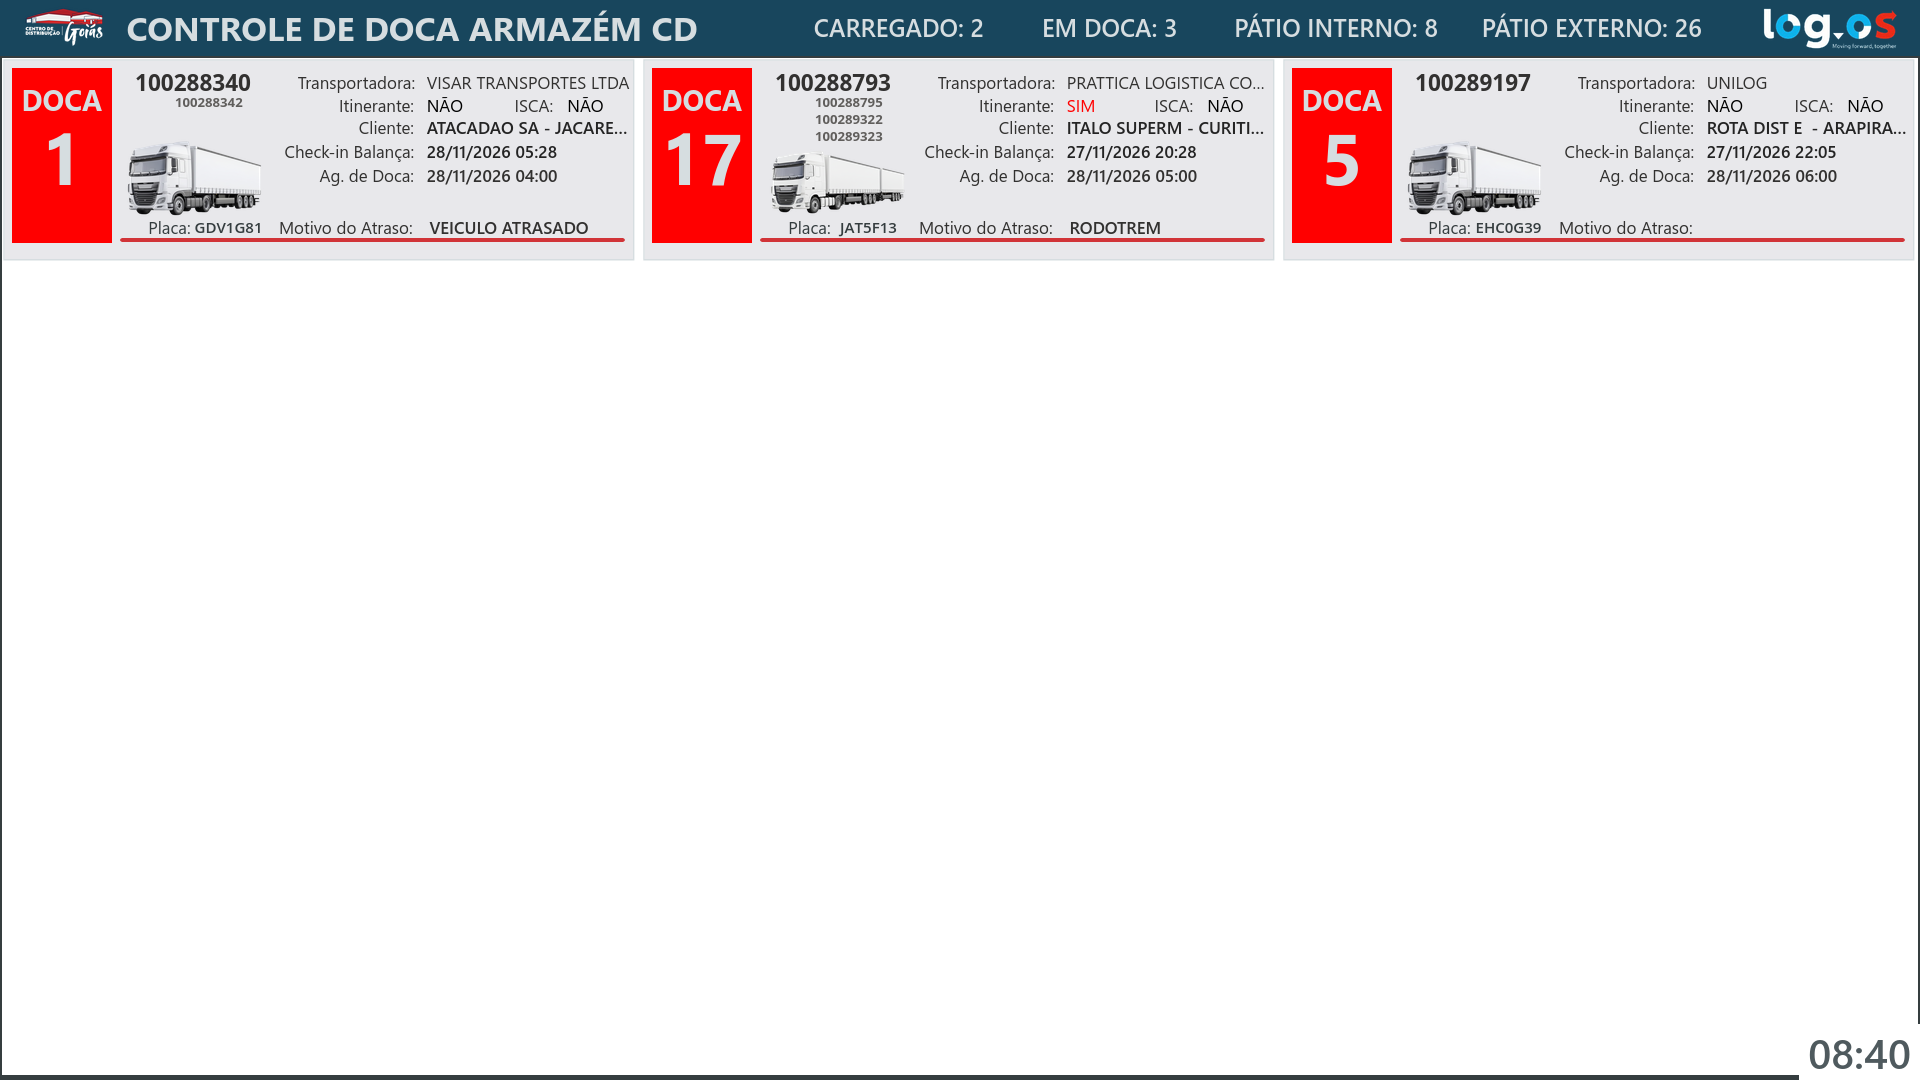 CENTRO DE DISTRIBUIÇÃO Goiás
CONTROLE DE DOCA ARMAZÉM CD
CARREGADO: 2
EM DOCA: 3
PÁTIO INTERNO: 8
PÁTIO EXTERNO: 26
log.os
Moving forward, together
DOCA
1
100288340
100288342
Transportadora: VISAR TRANSPORTES LTDA
Itinerante: NÃO ISCA: NÃO
Cliente: ATACADAO SA - JACARE...
Check-in Balança: 28/11/2026 05:28
Ag. de Doca: 28/11/2026 04:00
Placa: GDV1G81 Motivo do Atraso: VEICULO ATRASADO
DOCA
17
100288793
100288795
100289322
100289323
Transportadora: PRATTICA LOGISTICA CO...
Itinerante: SIM ISCA: NÃO
Cliente: ITALO SUPERM - CURITI...
Check-in Balança: 27/11/2026 20:28
Ag. de Doca: 28/11/2026 05:00
Placa: JAT5F13 Motivo do Atraso: RODOTREM
DOCA
5
100289197
Transportadora: UNILOG
Itinerante: NÃO ISCA: NÃO
Cliente: ROTA DIST E - ARAPIRA...
Check-in Balança: 27/11/2026 22:05
Ag. de Doca: 28/11/2026 06:00
Placa: EHC0G39 Motivo do Atraso:
08:40